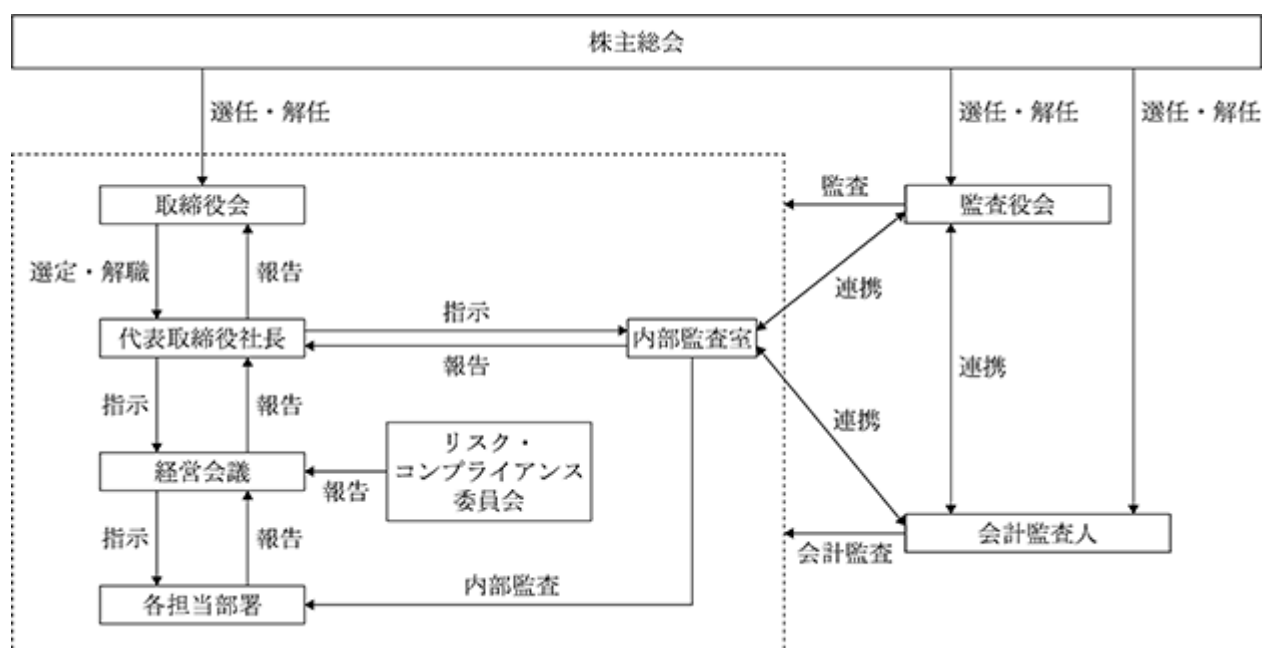 株主総会
選任・解任
選任・解任
選任・解任
取締役会
監査
監査役会
選定・解職
報告
連携
代表取締役社長
指示
報告
内部監査室
連携
指示
報告
連携
リスク・
コンプライアンス
委員会
経営会議
報告
指示
報告
会計監査人
会計監査
内部監査
各担当部署